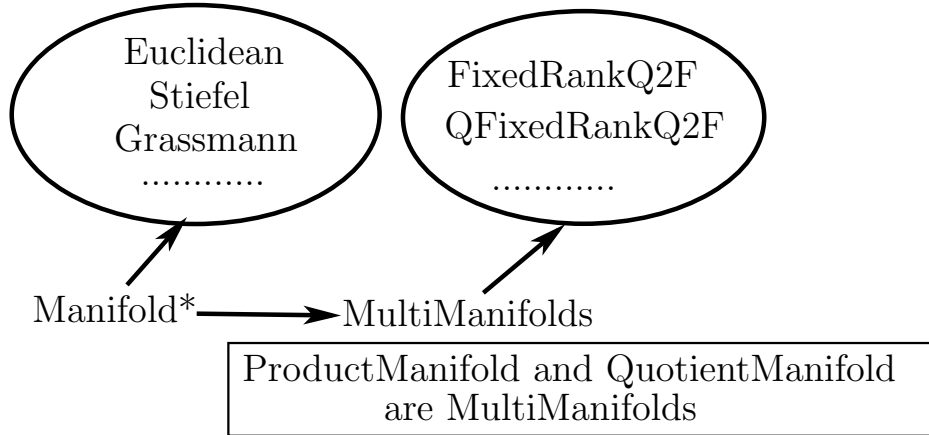 Euclidean
Stiefel
Grassmann
............
FixedRankQ2F
QFixedRankQ2F
............
Manifold*
MultiManifolds
ProductManifold and QuotientManifold
are MultiManifolds